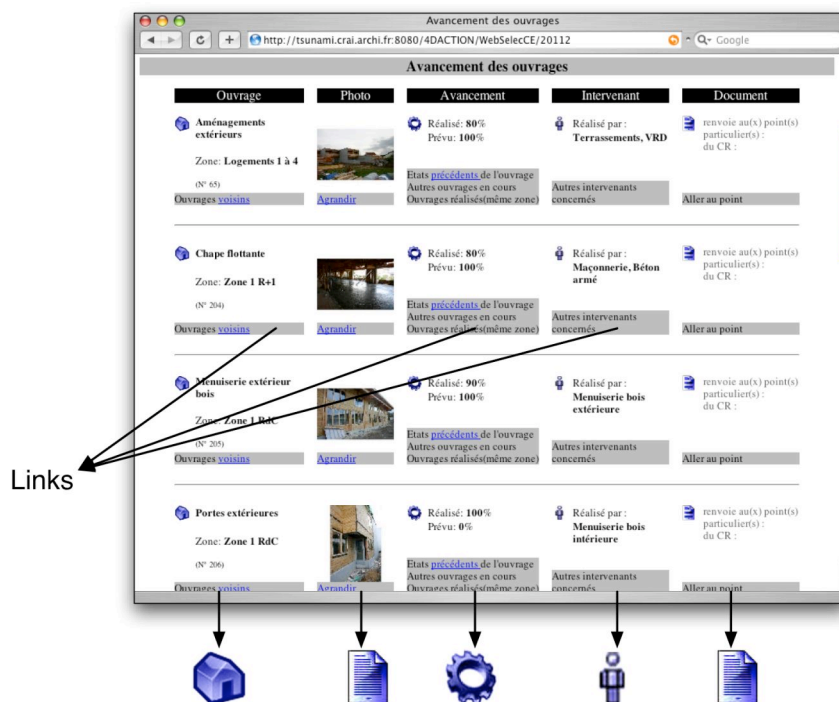 Avancement des ouvrages
http://tsunami.crai.archi.fr:8080/4DACTION/WebSelecCE/20112
Google
Avancement des ouvrages
Ouvrage Photo Avancement Intervenant Document
Aménagements
extérieurs
Zone: Logements 1 à 4
(N° 65)
Ouvrages voisins
Agrandir
Réalisé: 80%
Prévu: 100%
Etats précédents de l'ouvrage
Autres ouvrages en cours
Ouvrages réalisés(même zone)
Réalisé par :
Terrassements, VRD
Autres intervenants
concernés
renvoie au(x) point(s)
particulier(s) :
du CR :
Aller au point
Chape flottante
Zone: Zone 1 R+1
(N° 204)
Ouvrages voisins
Agrandir
Réalisé: 80%
Prévu: 100%
Etats précédents de l'ouvrage
Autres ouvrages en cours
Ouvrages réalisés(même zone)
Réalisé par :
Maçonnerie, Béton
armé
Autres intervenants
concernés
renvoie au(x) point(s)
particulier(s) :
du CR :
Aller au point
Menuiserie extérieur
bois
Zone: Zone 1 RdC
(N° 205)
Ouvrages voisins
Agrandir
Réalisé: 90%
Prévu: 100%
Etats précédents de l'ouvrage
Autres ouvrages en cours
Ouvrages réalisés(même zone)
Réalisé par :
Menuiserie bois
extérieure
Autres intervenants
concernés
renvoie au(x) point(s)
particulier(s) :
du CR :
Aller au point
Links
Portes extérieures
Zone: Zone 1 RdC
(N° 206)
Ouvrages voisins
Agrandir
Réalisé: 100%
Prévu: 0%
Etats précédents de l'ouvrage
Autres ouvrages en cours
Ouvrages réalisés(même zone)
Réalisé par :
Menuiserie bois
intérieure
Autres intervenants
concernés
renvoie au(x) point(s)
particulier(s) :
du CR :
Aller au point